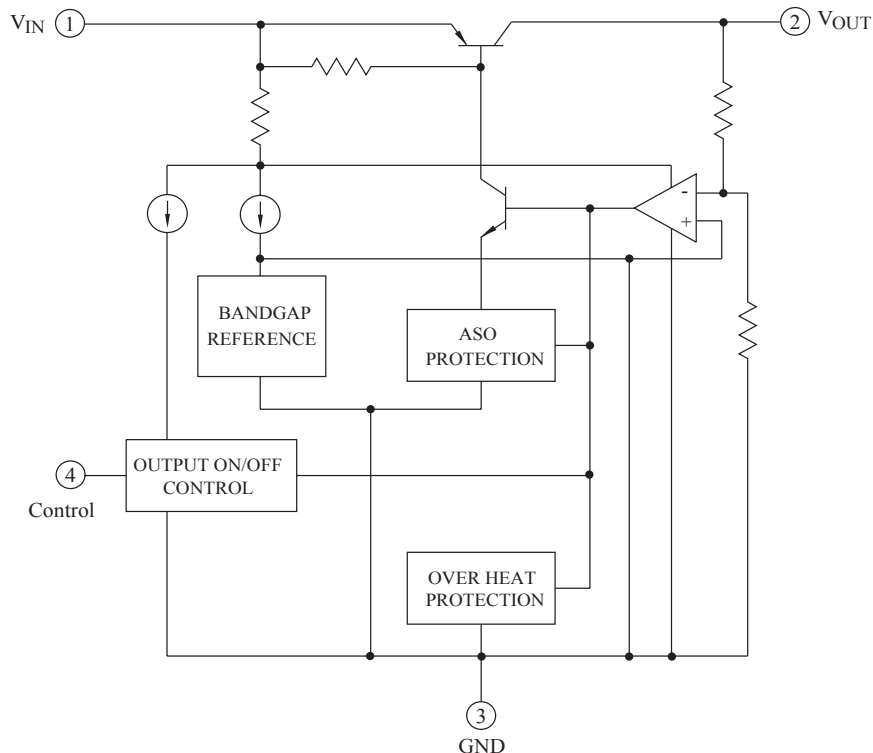 VIN 1
2 VOUT
-
+
BANDGAP
REFERENCE
ASO
PROTECTION
4
Control
OUTPUT ON/OFF
CONTROL
OVER HEAT
PROTECTION
3
GND